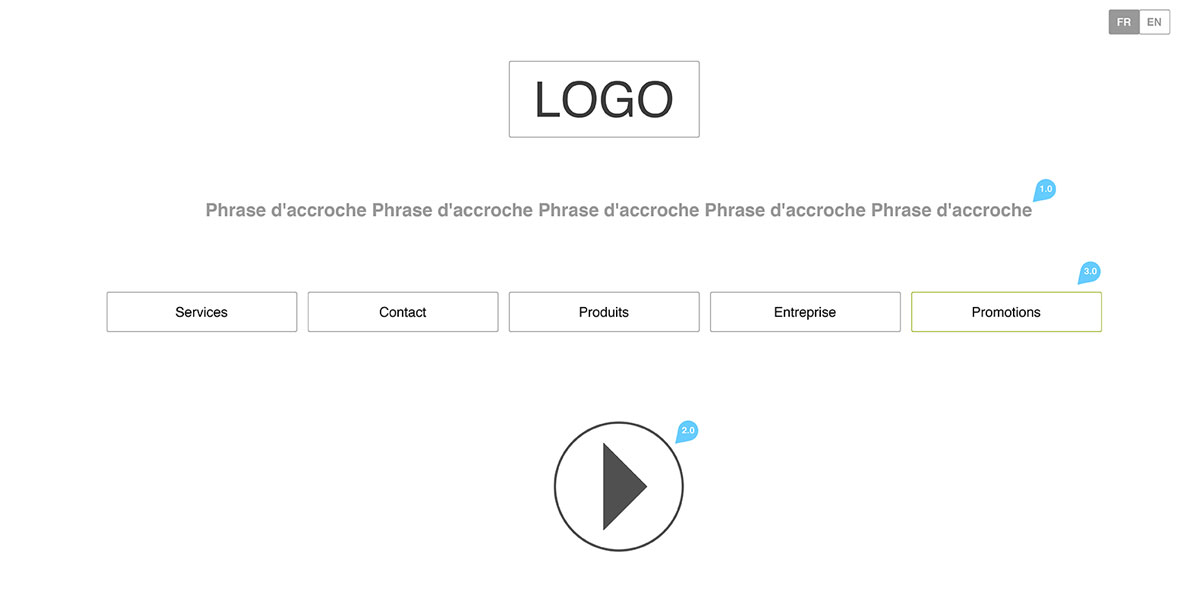 FR EN
LOGO
1.0
Phrase d'accroche Phrase d'accroche Phrase d'accroche Phrase d'accroche Phrase d'accroche
3.0
Services Contact Produits Entreprise Promotions
2.0